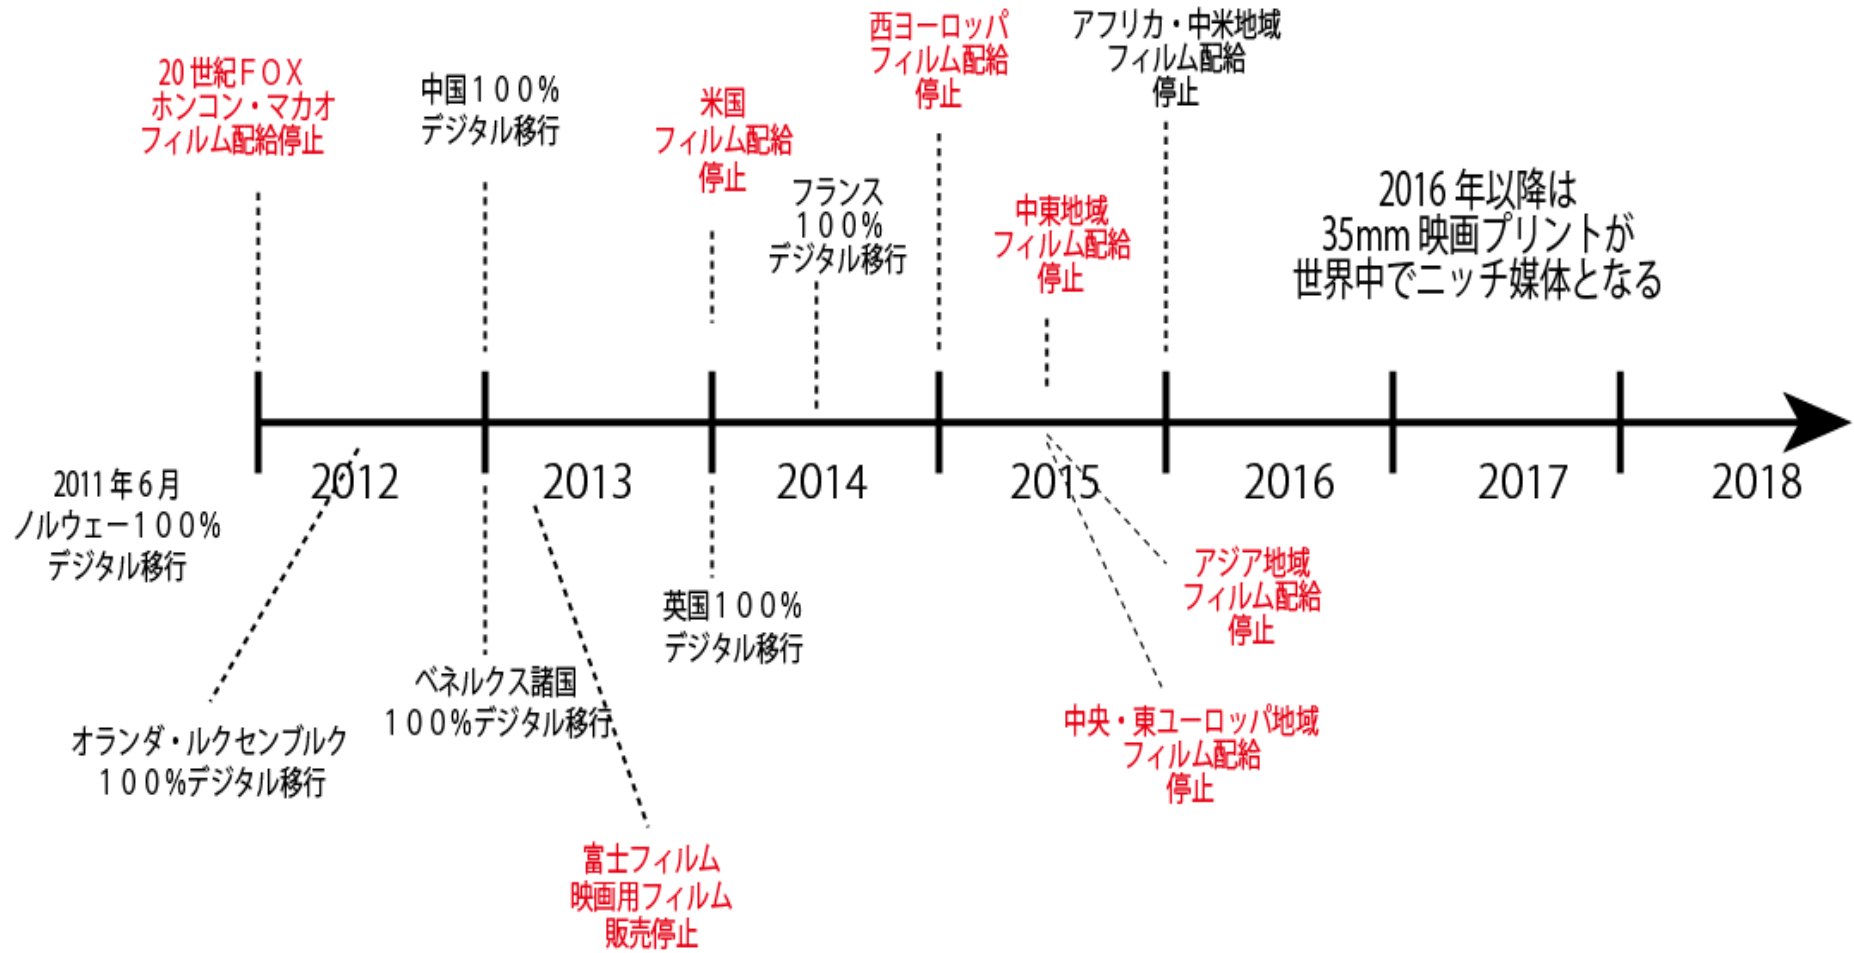 20世紀ＦＯＸ
ホンコン・マカオ
フィルム配給停止
中国１００%
デジタル移行
米国
フィルム配給
停止
フランス
１００%
デジタル移行
西ヨーロッパ
フィルム配給
停止
中東地域
フィルム配給
停止
アフリカ・中米地域
フィルム配給
停止
2016 年以降は
35mm 映画プリントが
世界中でニッチ媒体となる
2012
2013
2014
2015
2016
2017
2018
2011年6月
ノルウェー１００%
デジタル移行
オランダ・ルクセンブルク
１００%デジタル移行
ベネルクス諸国
１００%デジタル移行
富士フィルム
映画用フィルム
販売停止
英国１００%
デジタル移行
アジア地域
フィルム配給
停止
中央・東ユーロッパ地域
フィルム配給
停止